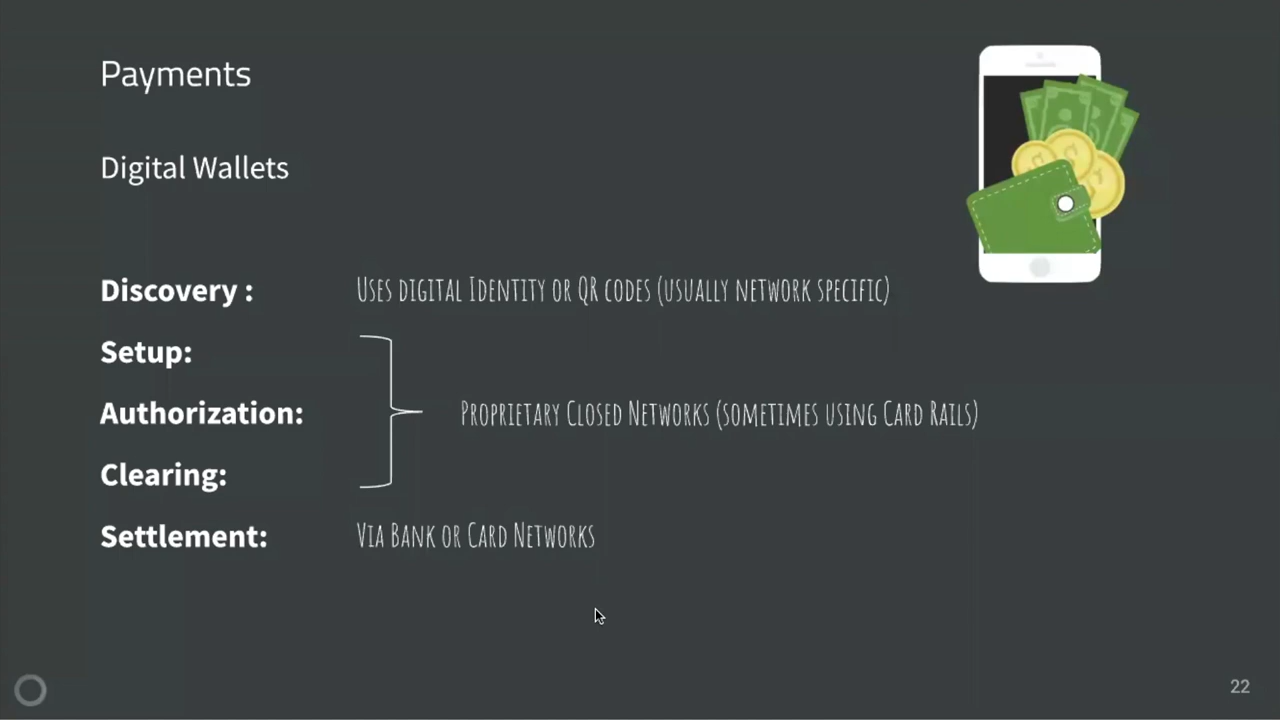 Payments
Digital Wallets
Discovery : Uses digital Identity or QR codes (usually network specific)
Setup:
Authorization: Proprietary Closed Networks (sometimes using Card Rails)
Clearing:
Settlement: Via Bank or Card Networks
22